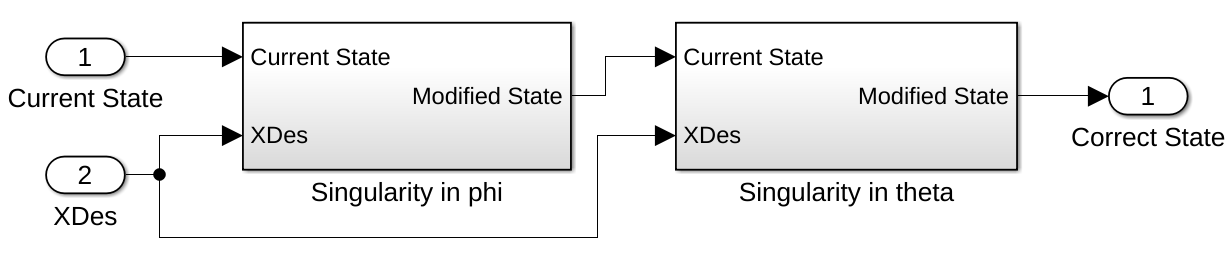 1
Current State
2
XDes
Current State
Modified State
XDes
Singularity in phi
Current State
Modified State
XDes
Singularity in theta
1
Correct State